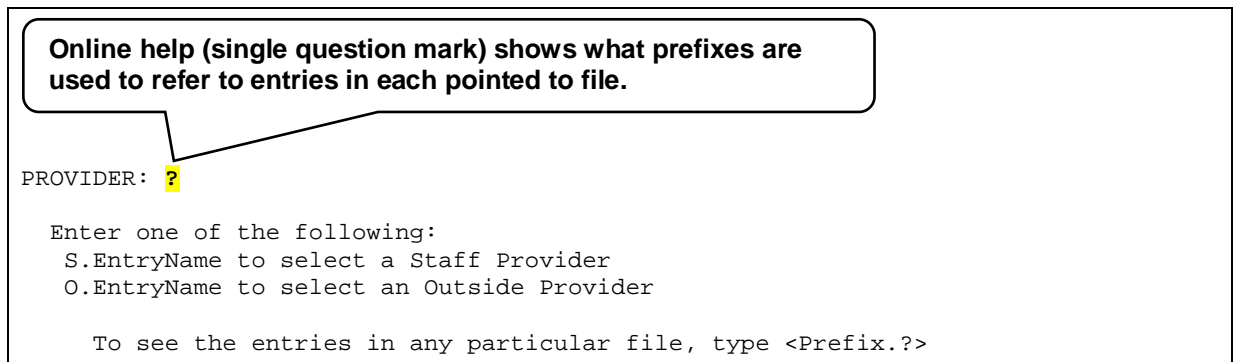 Online help (single question mark) shows what prefixes are
used to refer to entries in each pointed to file.
PROVIDER: ?
Enter one of the following:
S.EntryName to select a Staff Provider
O.EntryName to select an Outside Provider
To see the entries in any particular file, type <Prefix.?>